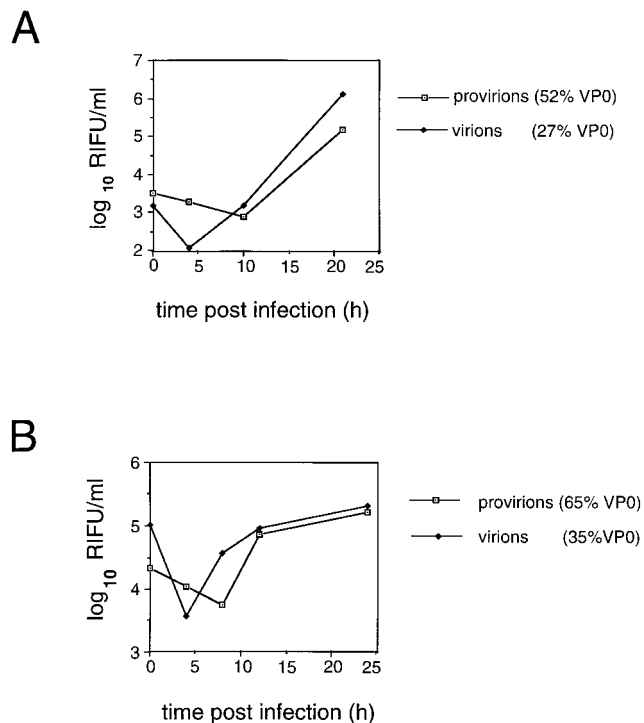 A
7
6
5
4
3
2
0 5 10 15 20 25
log 10 RIFU/ml
time post infection (h)
provirions (52% VP0)
virions (27% VP0)
B
6
5
4
3
0 5 10 15 20 25
log 10 RIFU/ml
time post infection (h)
provirions (65% VP0)
virions (35%VP0)